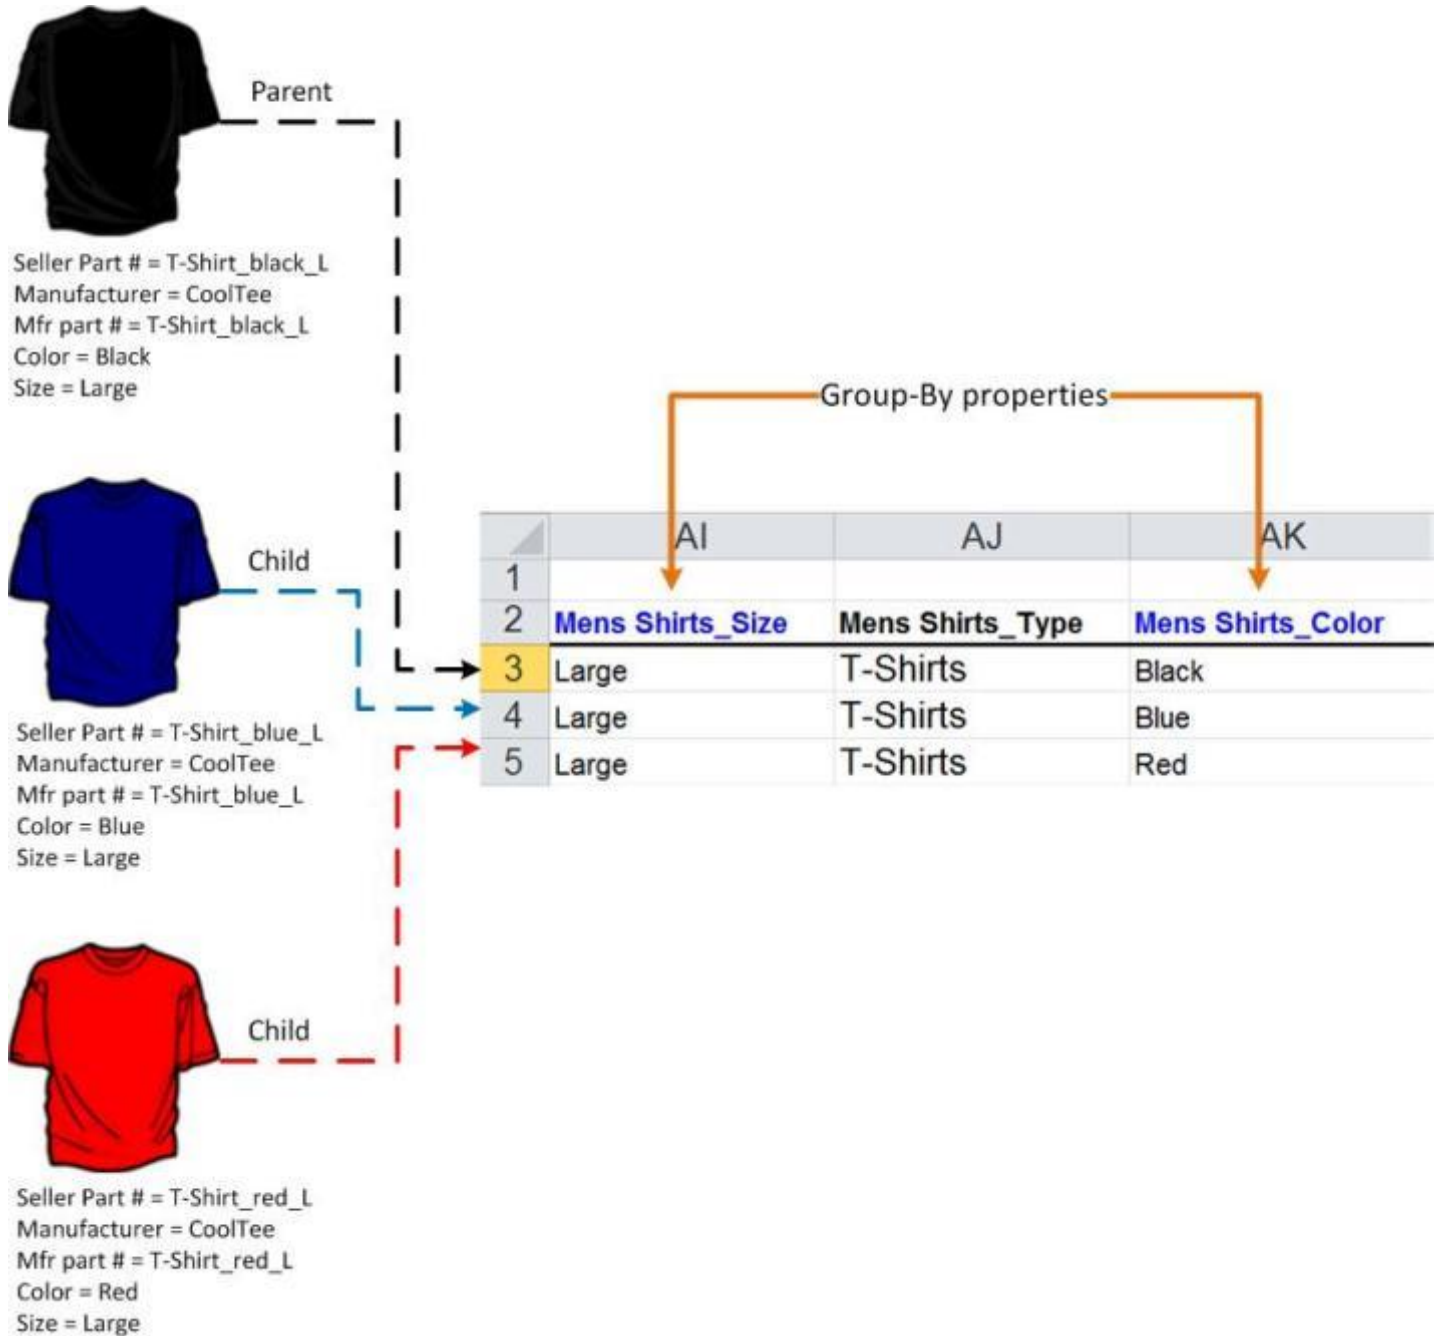 Parent
Seller Part # = T-Shirt_black_L
Manufacturer = CoolTee
Mfr part # = T-Shirt_black_L
Color = Black
Size = Large
Child
Seller Part # = T-Shirt_blue_L
Manufacturer = CoolTee
Mfr part # = T-Shirt_blue_L
Color = Blue
Size = Large
Child
Seller Part # = T-Shirt_red_L
Manufacturer = CoolTee
Mfr part # = T-Shirt_red_L
Color = Red
Size = Large
Group-By properties
AI AJ AK
1
2 Mens Shirts_Size Mens Shirts_Type Mens Shirts_Color
3 Large T-Shirts Black
4 Large T-Shirts Blue
5 Large T-Shirts Red